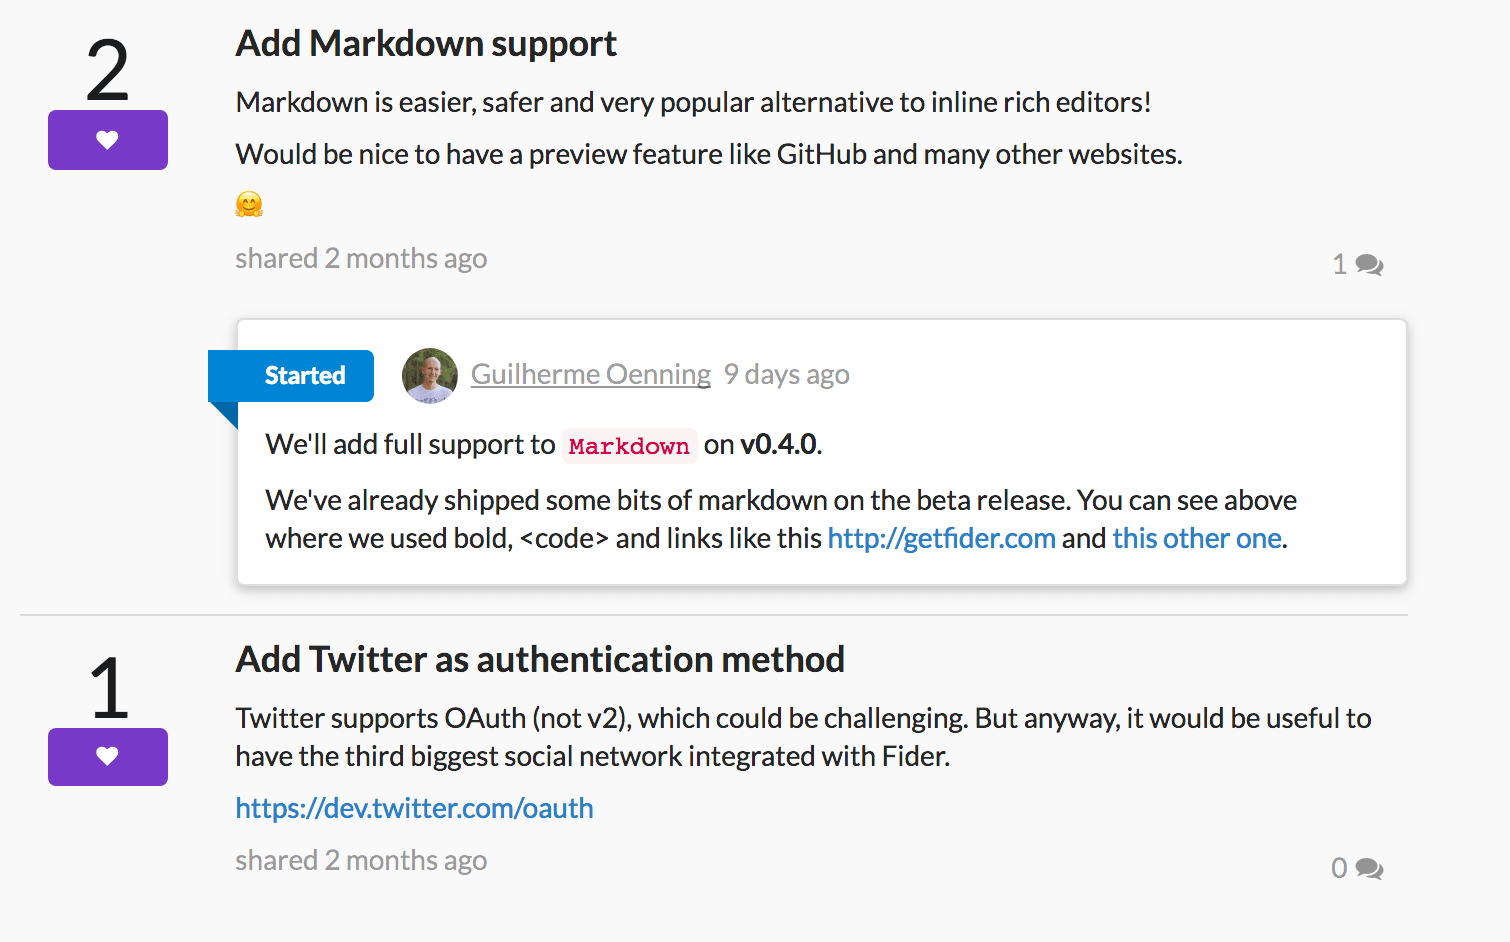 2
Add Markdown support
Markdown is easier, safer and very popular alternative to inline rich editors!
Would be nice to have a preview feature like GitHub and many other websites.
🤗
shared 2 months ago
1
Started
Guilherme Oenning 9 days ago
We'll add full support to Markdown on v0.4.0.
We've already shipped some bits of markdown on the beta release. You can see above
where we used bold, <code> and links like this http://getfider.com and this other one.
1
Add Twitter as authentication method
Twitter supports OAuth (not v2), which could be challenging. But anyway, it would be useful to
have the third biggest social network integrated with Fider.
https://dev.twitter.com/oauth
shared 2 months ago
0